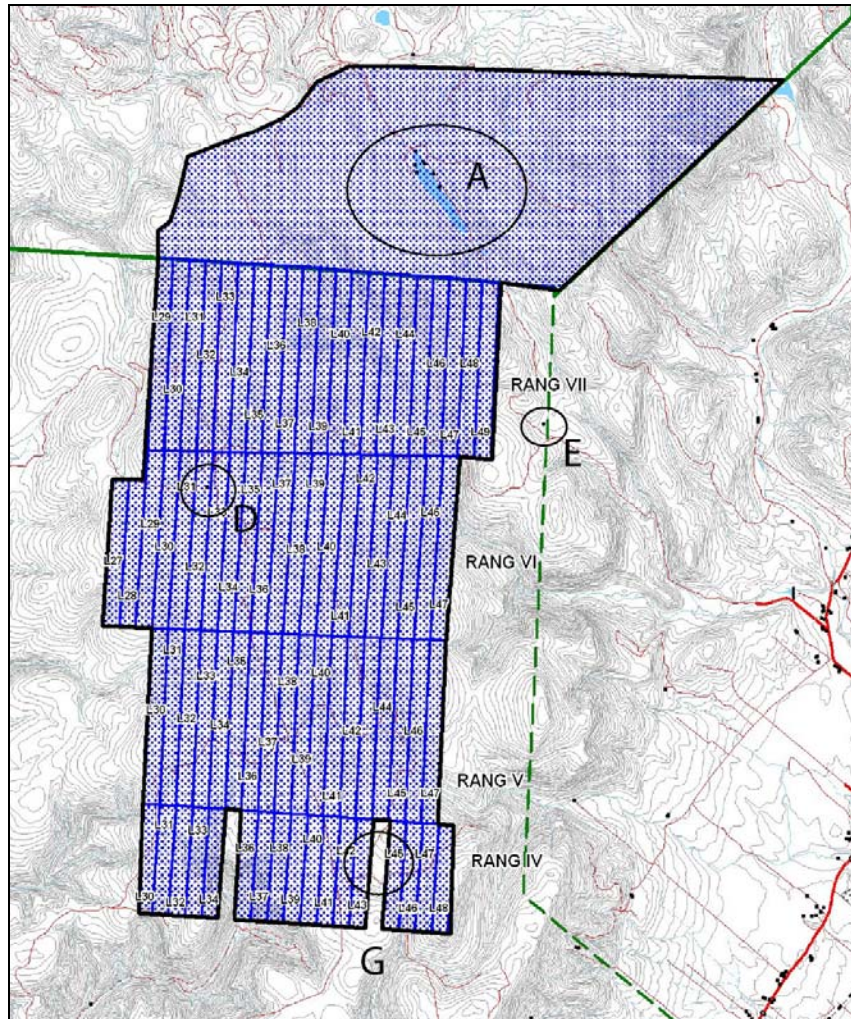 A
L33
L29 L31
L38
L40 L42 L44
L36
L32
L46 L48
L34
L30
RANG VII
L35
L37 L39
L41 L43 L45 L47 L49
E
L31
L35 L37 L39
L42
D
L29
L44 L46
L30
L38 L40
RANG VI
L27
L32
L43
L28
L34 L36
L41
L45 L47
L31
L33
L38 L40
L30
L32
L34
L44
L37
L42
L46
L39
L36
RANG V
L41
L45 L47
L31 L33
L36 L38 L40
L46 L47
RANG IV
L30 L32 L34
L37 L39 L41 L43
L46 L48
G